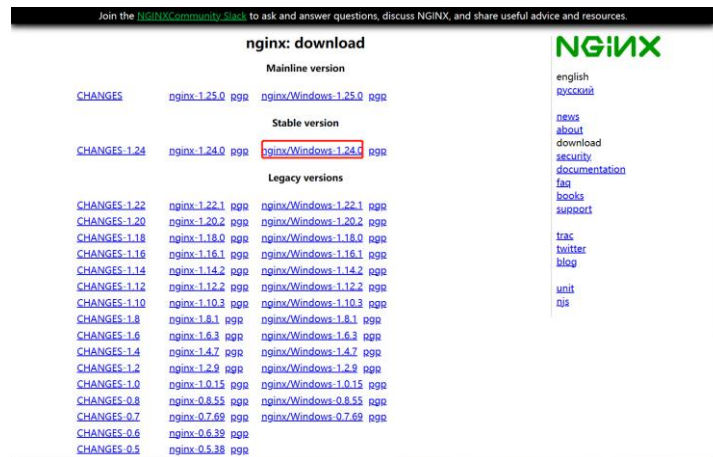 Join the NGINXCommunity Slack to ask and answer questions, discuss NGINX, and share useful advice and resources.
nginx: download
Mainline version
CHANGES nginx-1.25.0 pgp nginx/Windows-1.25.0 pgp
Stable version
CHANGES-1.24 nginx-1.24.0 pgp nginx/Windows-1.24.0 pgp
Legacy versions
CHANGES-1.22 nginx-1.22.1 pgp nginx/Windows-1.22.1 pgp
CHANGES-1.20 nginx-1.20.2 pgp nginx/Windows-1.20.2 pgp
CHANGES-1.18 nginx-1.18.0 pgp nginx/Windows-1.18.0 pgp
CHANGES-1.16 nginx-1.16.1 pgp nginx/Windows-1.16.1 pgp
CHANGES-1.14 nginx-1.14.2 pgp nginx/Windows-1.14.2 pgp
CHANGES-1.12 nginx-1.12.2 pgp nginx/Windows-1.12.2 pgp
CHANGES-1.10 nginx-1.10.3 pgp nginx/Windows-1.10.3 pgp
CHANGES-1.8 nginx-1.8.1 pgp nginx/Windows-1.8.1 pgp
CHANGES-1.6 nginx-1.6.3 pgp nginx/Windows-1.6.3 pgp
CHANGES-1.4 nginx-1.4.7 pgp nginx/Windows-1.4.7 pgp
CHANGES-1.2 nginx-1.2.9 pgp nginx/Windows-1.2.9 pgp
CHANGES-1.0 nginx-1.0.15 pgp nginx/Windows-1.0.15 pgp
CHANGES-0.8 nginx-0.8.55 pgp nginx/Windows-0.8.55 pgp
CHANGES-0.7 nginx-0.7.69 pgp nginx/Windows-0.7.69 pgp
CHANGES-0.6 nginx-0.6.39 pgp
CHANGES-0.5 nginx-0.5.38 pgp
NGINX
english
русский
news
about
download
security
documentation
faq
books
support
trac
twitter
blog
unit
njs